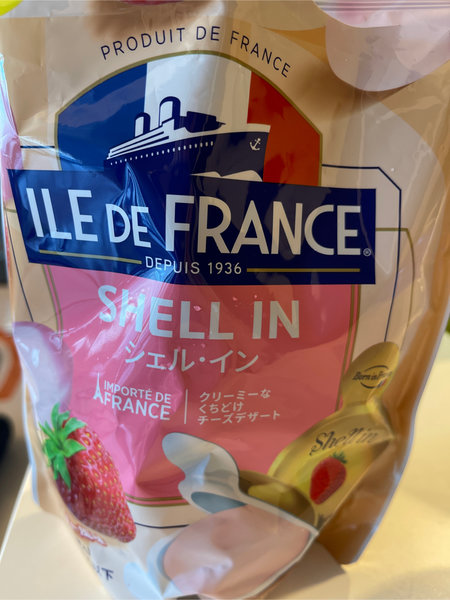 PRODUIT DE FRANCE
ILE DE FRANCE®
DEPUIS 1936
SHELL IN
シェル・イン
IMPORTÉ DE
FRANCE
クリーミーな
くちどけ
チーズデザート
Shell in
下